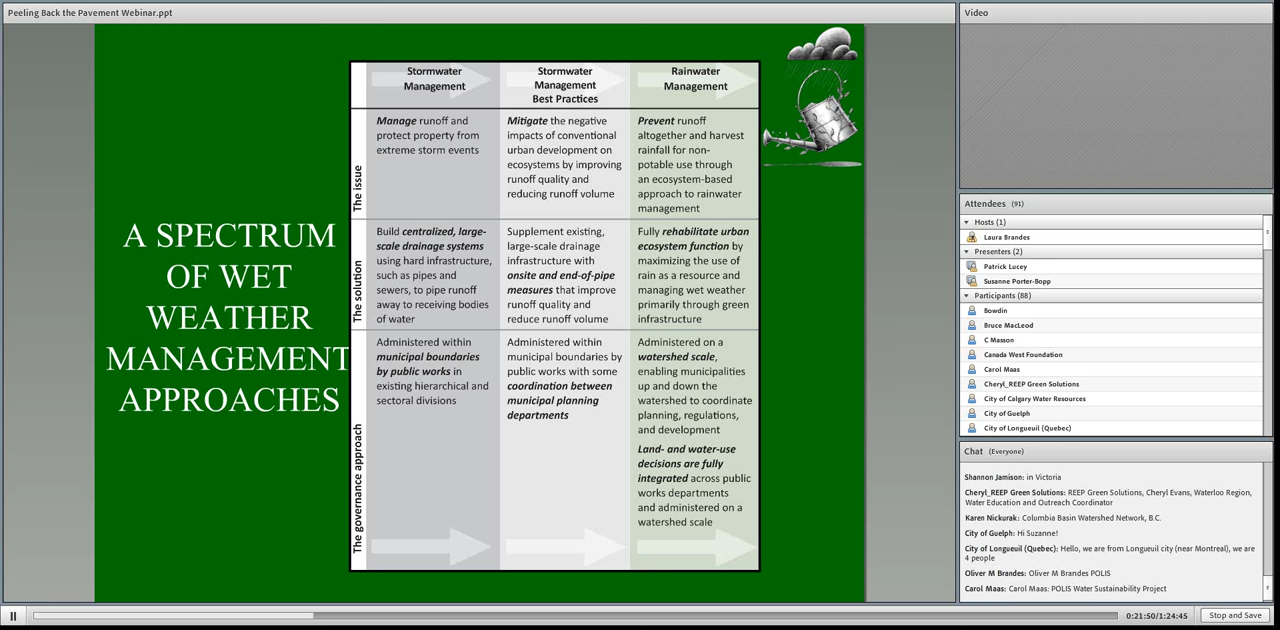 Peeling Back the Pavement Webinar.ppt
A SPECTRUM
OF WET
WEATHER
MANAGEMENT
APPROACHES
Stormwater
Management
Stormwater
Management
Best Practices
Rainwater
Management
The issue
Manage runoff and
protect property from
extreme storm events
Mitigate the negative
impacts of conventional
urban development on
ecosystems by improving
runoff quality and
reducing runoff volume
Prevent runoff
altogether and harvest
rainfall for non-
potable use through
an ecosystem-based
approach to rainwater
management
The solution
Build centralized, large-
scale drainage systems
using hard infrastructure,
such as pipes and
sewers, to pipe runoff
away to receiving bodies
of water
Supplement existing,
large-scale drainage
infrastructure with
onsite and end-of-pipe
measures that improve
runoff quality and
reduce runoff volume
Fully rehabilitate urban
ecosystem function by
maximizing the use of
rain as a resource and
managing wet weather
primarily through green
infrastructure
The governance approach
Administered within
municipal boundaries
by public works in
existing hierarchical and
sectoral divisions
Administered within
municipal boundaries by
public works with some
coordination between
municipal planning
departments
Administered on a
watershed scale,
enabling municipalities
up and down the
watershed to coordinate
planning, regulations,
and development
Land- and water-use
decisions are fully
integrated across public
works departments
and administered on a
watershed scale
Video
Attendees (91)
Hosts (1)
Laura Brandes
Presenters (2)
Patrick Lucey
Susanne Porter-Bopp
Participants (88)
Bowdin
Bruce MacLeod
C Masson
Canada West Foundation
Carol Maas
Cheryl_REEP Green Solutions
City of Calgary Water Resources
City of Guelph
City of Longueuil (Quebec)
Chat (Everyone)
Shannon Jamison: in Victoria
Cheryl_REEP Green Solutions: REEP Green Solutions, Cheryl Evans, Waterloo Region,
Water Education and Outreach Coordinator
Karen Nickurak: Columbia Basin Watershed Network, B.C.
City of Guelph: Hi Suzanne!
City of Longueuil (Quebec): Hello, we are from Longueuil city (near Montreal), we are
4 people
Oliver M Brandes: Oliver M Brandes POLIS
Carol Maas: Carol Maas: POLIS Water Sustainability Project
0:21:50/1:24:45
Stop and Save